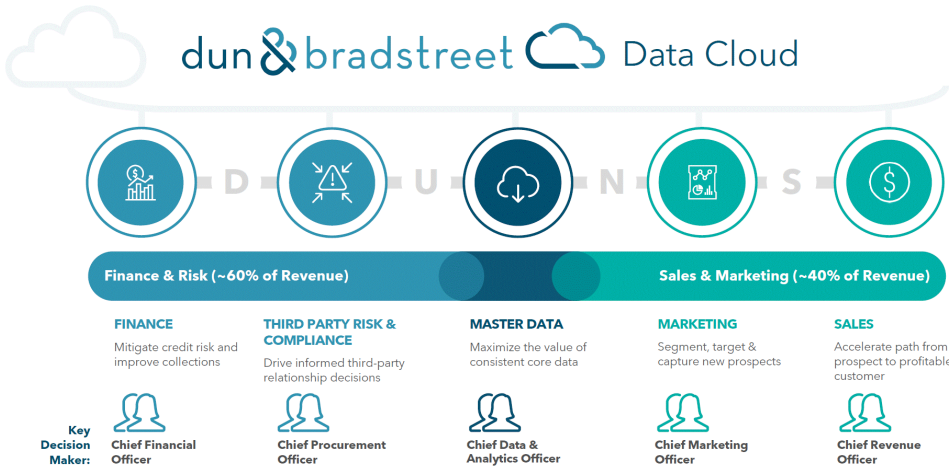 dun & bradstreet Data Cloud
D U N S
Finance & Risk (~60% of Revenue)
Sales & Marketing (~40% of Revenue)
FINANCE
Mitigate credit risk and
improve collections
THIRD PARTY RISK &
COMPLIANCE
Drive informed third-party
relationship decisions
MASTER DATA
Maximize the value of
consistent core data
MARKETING
Segment, target &
capture new prospects
SALES
Accelerate path from
prospect to profitable
customer
Key
Decision
Maker:
Chief Financial
Officer
Chief Procurement
Officer
Chief Data &
Analytics Officer
Chief Marketing
Officer
Chief Revenue
Officer